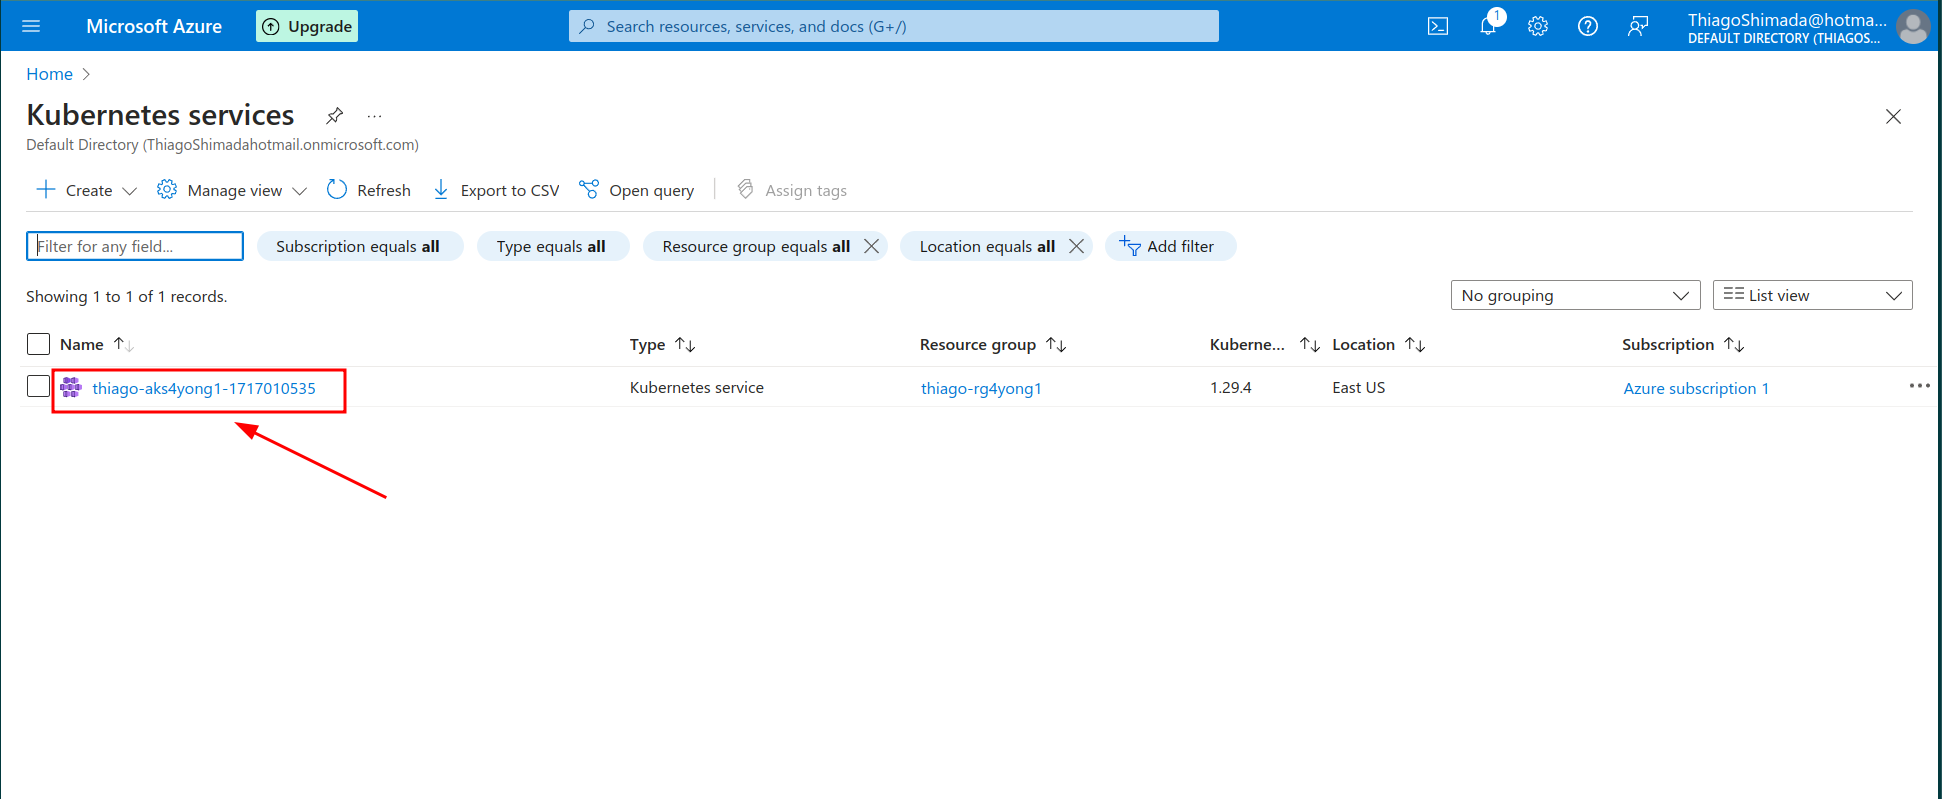 Microsoft Azure Upgrade Search resources, services, and docs (G+/) 1 ThiagoShimada@hotma...
DEFAULT DIRECTORY (THIAGOS...
Home
Kubernetes services ...
Default Directory (ThiagoShimadahotmail.onmicrosoft.com)
Create Manage view Refresh Export to CSV Open query Assign tags
Filter for any field... Subscription equals all Type equals all Resource group equals all Location equals all Add filter
Showing 1 to 1 of 1 records. No grouping List view
Name Type Resource group Kuberne... Location Subscription
thiago-aks4yong1-1717010535 Kubernetes service thiago-rg4yong1 1.29.4 East US Azure subscription 1